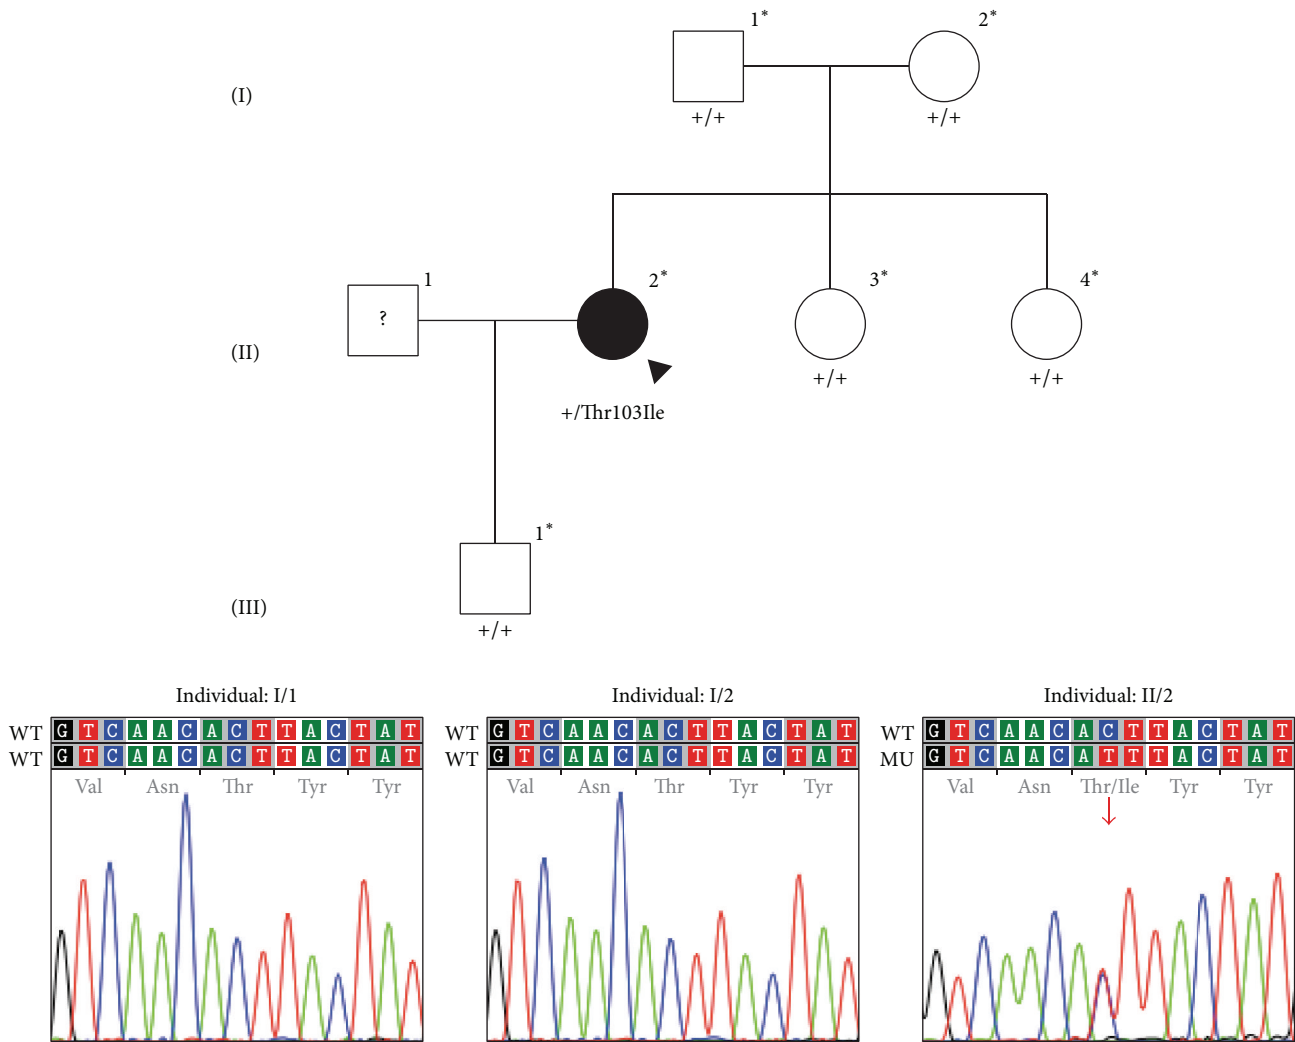 1* 2*
(I)
+/+ +/+
1 2* 3* 4*
?
(II)
+/+ +/+
+/Thr103Ile
1*
(III)
+/+
Individual: I/1 Individual: I/2 Individual: II/2
WT G T C A A C A C T T A C T A T WT G T C A A C A C T T A C T A T WT G T C A A C A C T T A C T A T
WT G T C A A C A C T T A C T A T WT G T C A A C A C T T A C T A T MU G T C A A C A T T T A C T A T
Val Asn Thr Tyr Tyr Val Asn Thr Tyr Tyr Val Asn Thr/Ile Tyr Tyr